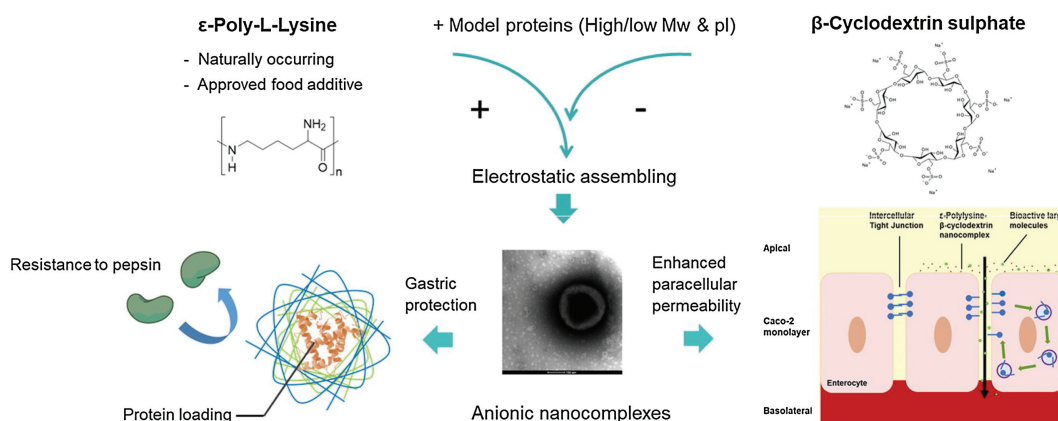 ε-Poly-L-Lysine
- Naturally occurring
- Approved food additive
NH₂
N
H
O
n
+ Model proteins (High/low Mw & pI)
+
-
Electrostatic assembling
β-Cyclodextrin sulphate
Resistance to pepsin
Protein loading
Gastric
protection
Enhanced
paracellular
permeability
Anionic nanocomplexes
Intercellular
Tight Junction
ε-Polylysine-
β-cyclodextrin
nanocomplex
Bioactive larg
molecules
Apical
Caco-2
monolayer
Enterocyte
Basolateral